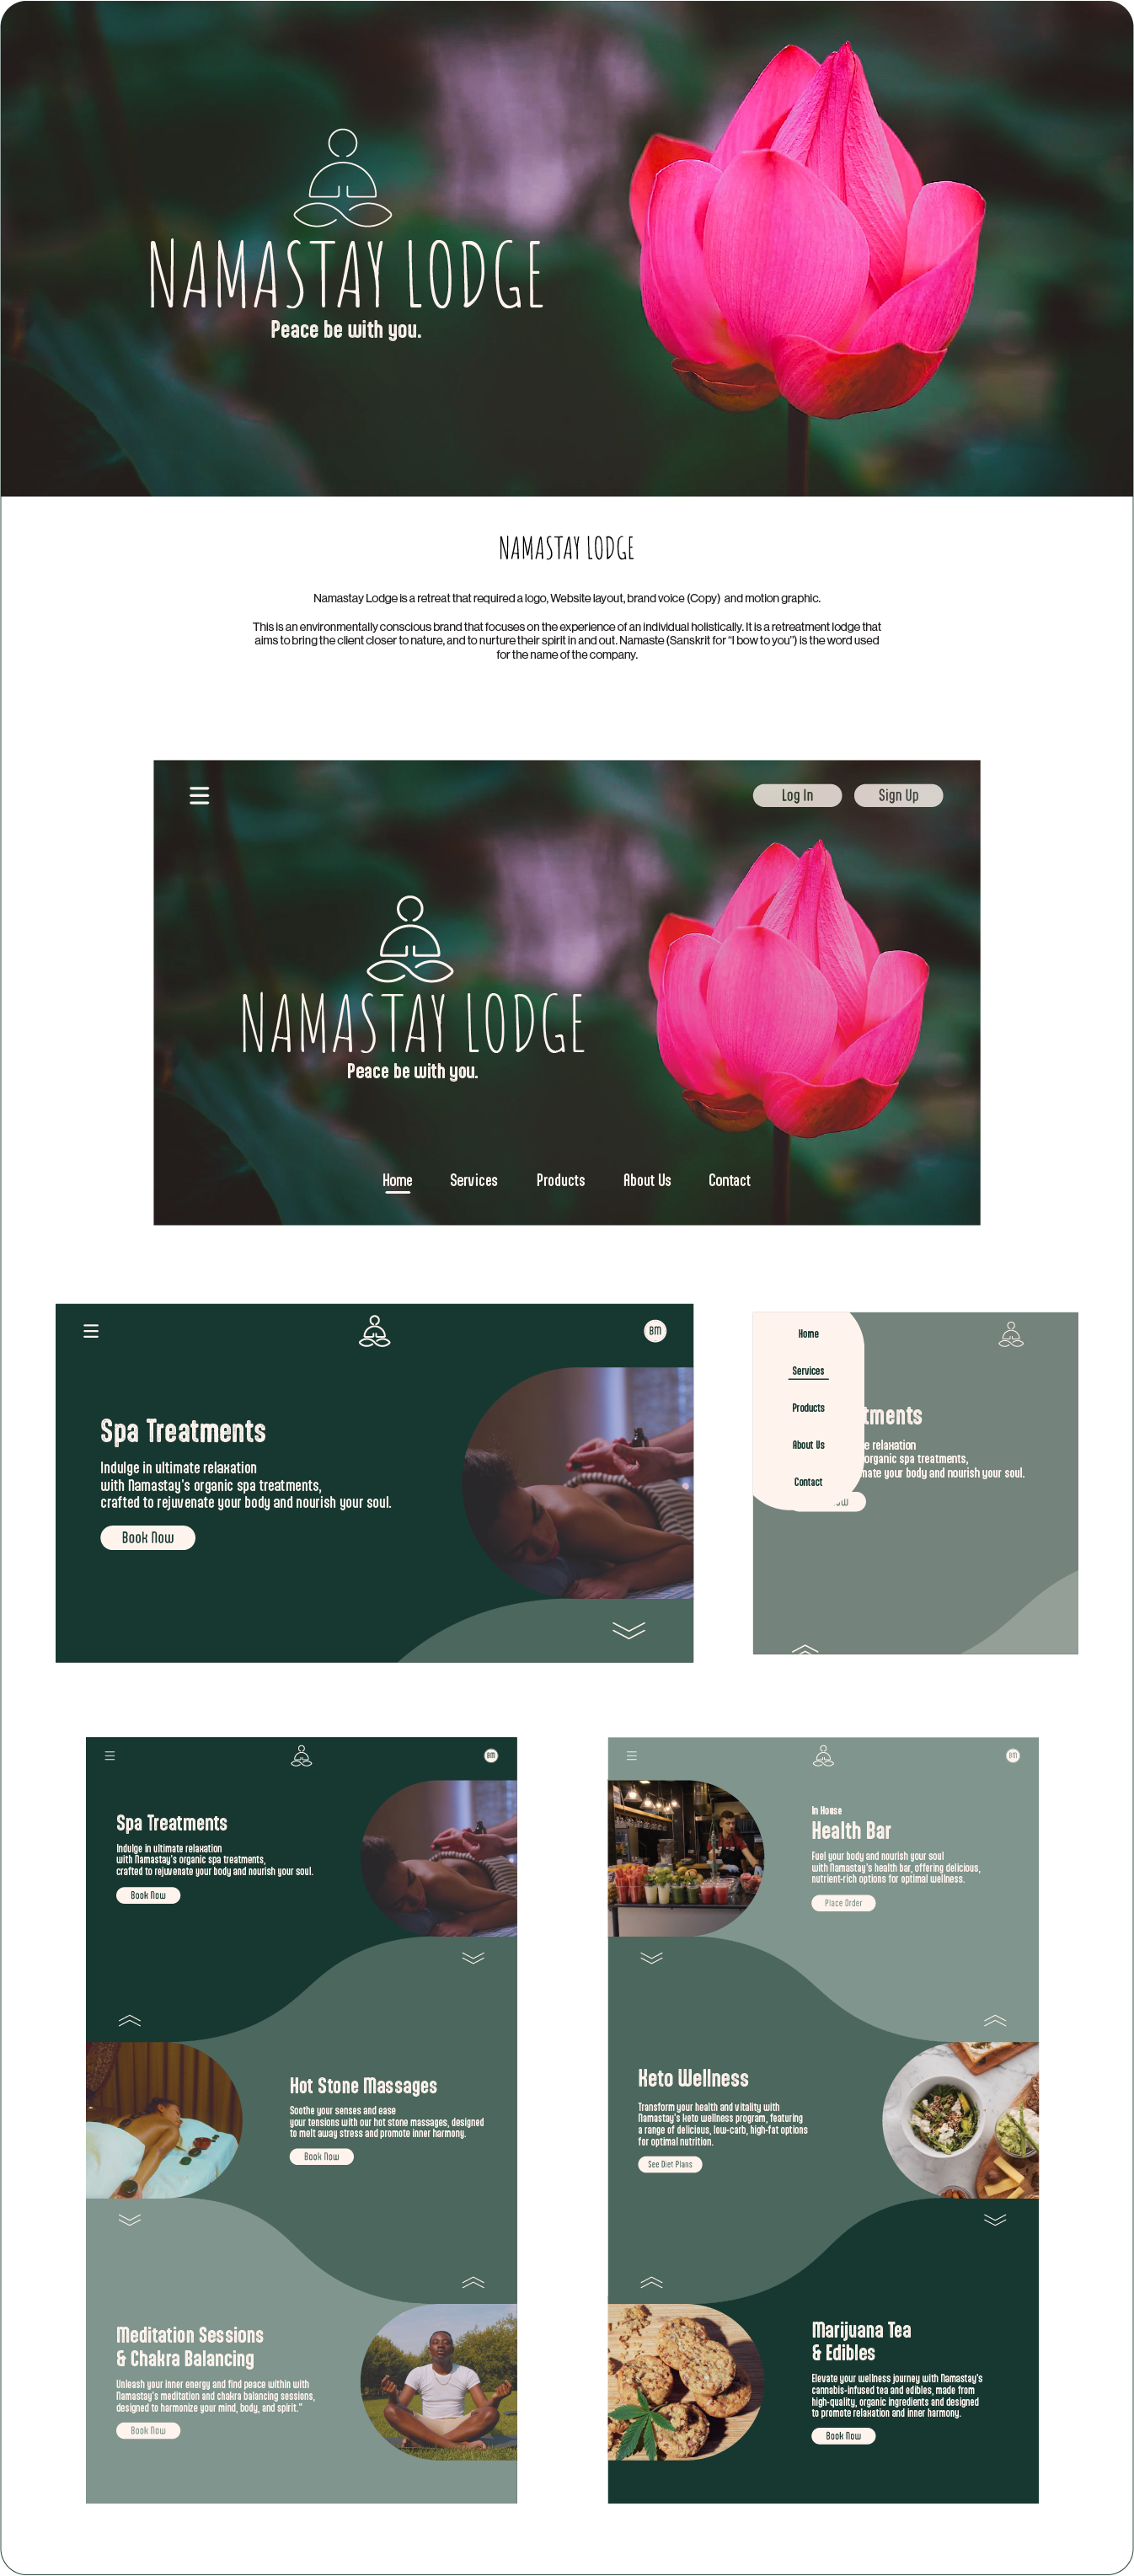 NAMASTAY LODGE
Peace be with you.
NAMASTAY LODGE
Namastay Lodge is a retreat that required a logo, Website layout, brand voice (Copy) and motion graphic.
This is an environmentally conscious brand that focuses on the experience of an individual holistically. It is a retreatment lodge that
aims to bring the client closer to nature, and to nurture their spirit in and out. Namaste (Sanskrit for "I bow to you") is the word used
for the name of the company.
Log In
Sign Up
NAMASTAY LODGE
Peace be with you.
Home Services Products About Us Contact
BM
Spa Treatments
Indulge in ultimate relaxation
with Namastay's organic spa treatments,
crafted to rejuvenate your body and nourish your soul.
Book Now
Home
Services
Products
About Us
Contact
tments
e relaxation
organic spa treatments,
nate your body and nourish your soul.
ow
BM
Spa Treatments
Indulge in ultimate relaxation
with Namastay's organic spa treatments,
crafted to rejuvenate your body and nourish your soul.
Book Now
Hot Stone Massages
Soothe your senses and ease
your tensions with our hot stone massages, designed
to melt away stress and promote inner harmony.
Book Now
Meditation Sessions
& Chakra Balancing
Unleash your inner energy and find peace within with
Namastay's meditation and chakra balancing sessions,
designed to harmonize your mind, body, and spirit."
Book Now
BM
In House
Health Bar
Fuel your body and nourish your soul
with Namastay's health bar, offering delicious,
nutrient-rich options for optimal wellness.
Place Order
Keto Wellness
Transform your health and vitality with
Namastay's keto wellness program, featuring
a range of delicious, low-carb, high-fat options
for optimal nutrition.
See Diet Plans
Marijuana Tea
& Edibles
Elevate your wellness journey with Namastay's
cannabis-infused tea and edibles, made from
high-quality, organic ingredients and designed
to promote relaxation and inner harmony.
Book Now